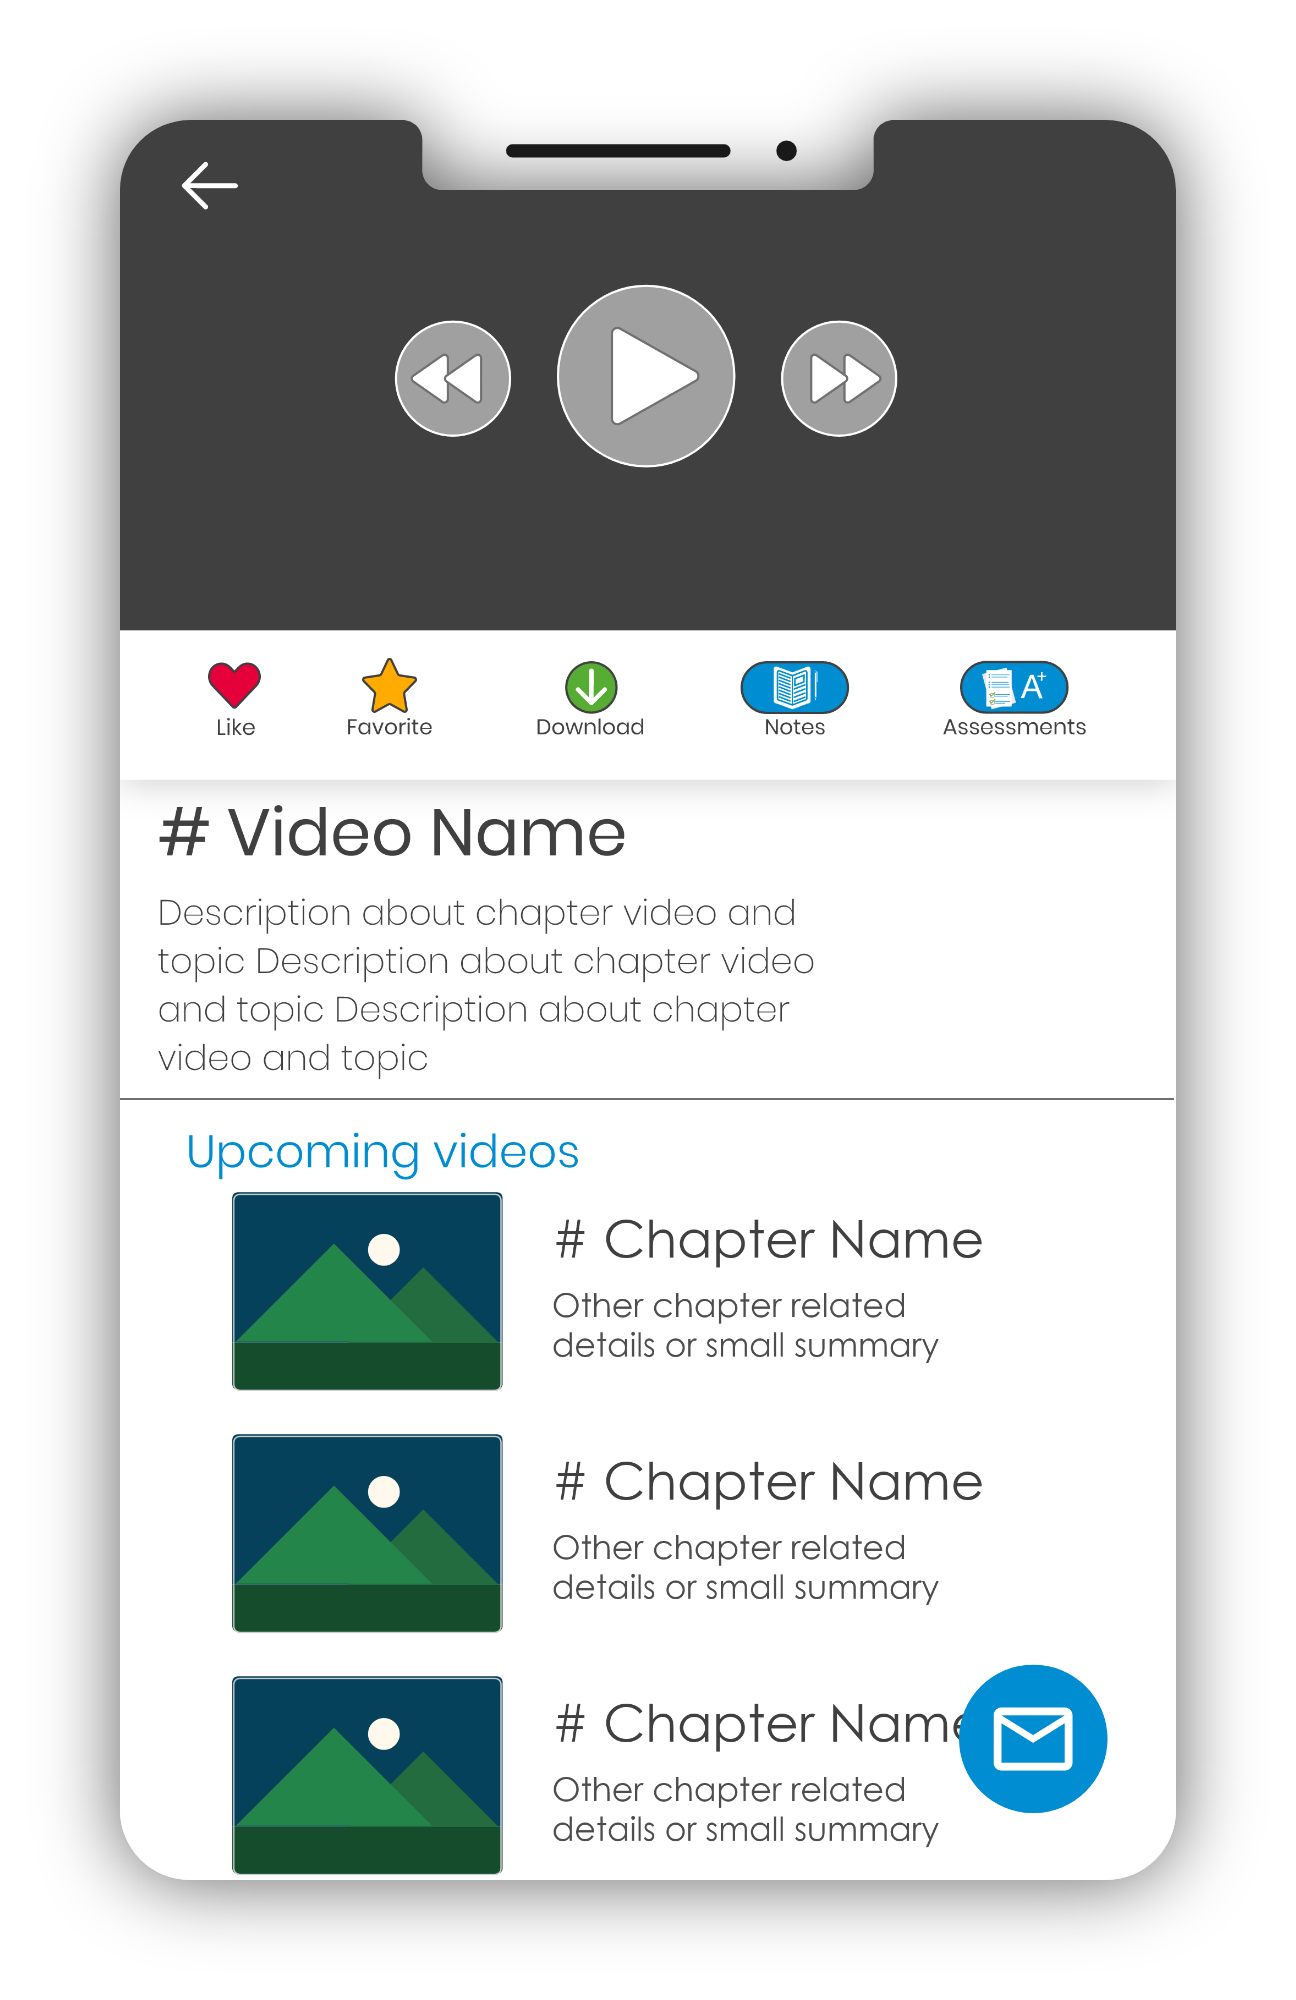 Like
Favorite
Download
Notes
A+
Assessments
# Video Name
Description about chapter video and
topic Description about chapter video
and topic Description about chapter
video and topic
Upcoming videos
# Chapter Name
Other chapter related
details or small summary
# Chapter Name
Other chapter related
details or small summary
# Chapter Name
Other chapter related
details or small summary